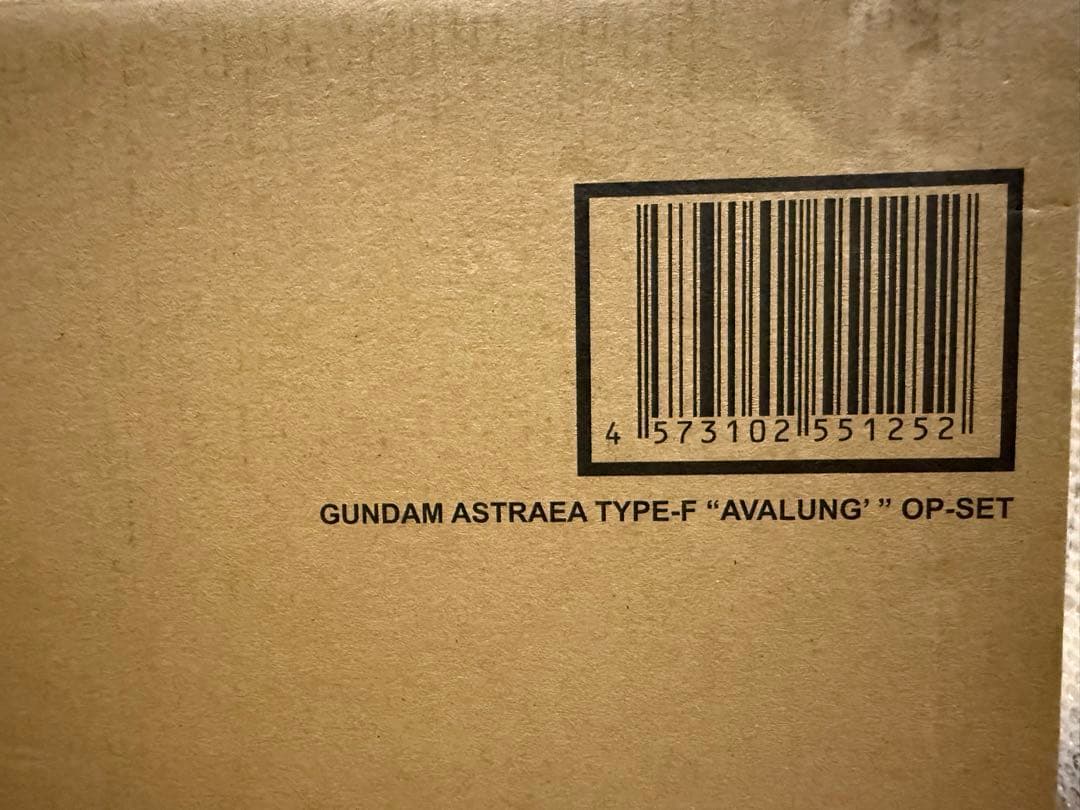 4 573102 551252
GUNDAM ASTRAEA TYPE-F “AVALUNG’ ” OP-SET